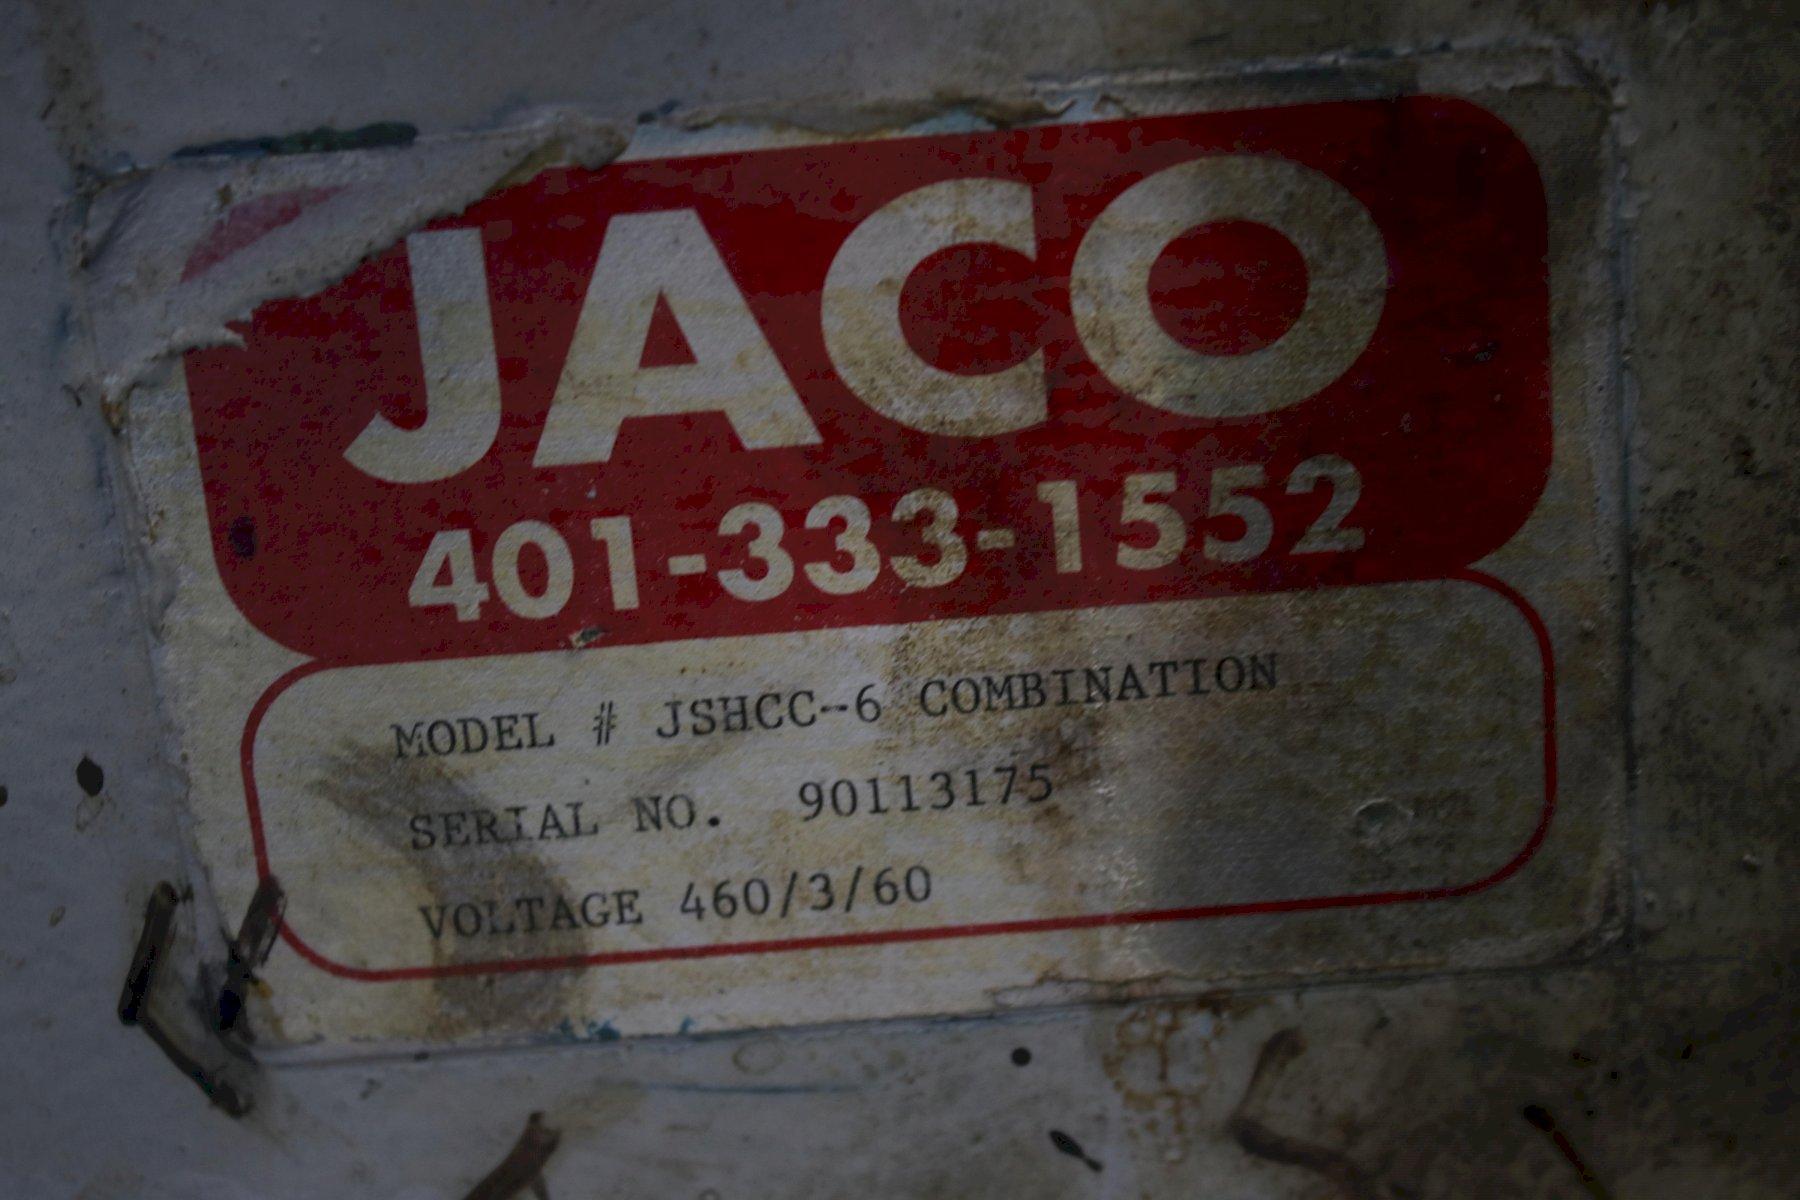 JACO
401-333-1552
MODEL # JSHCC-6 COMBINATION
SERIAL NO. 90113175
VOLTAGE 460/3/60